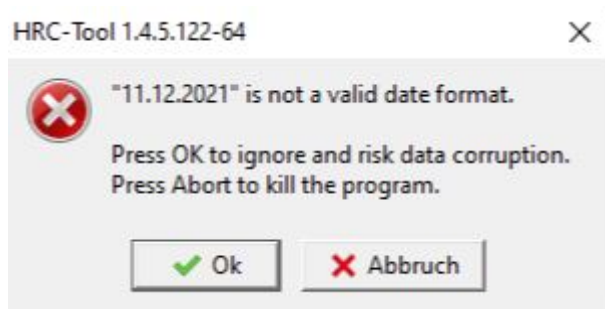 HRC-Tool 1.4.5.122-64
"11.12.2021" is not a valid date format.
Press OK to ignore and risk data corruption.
Press Abort to kill the program.
Ok
Abbruch